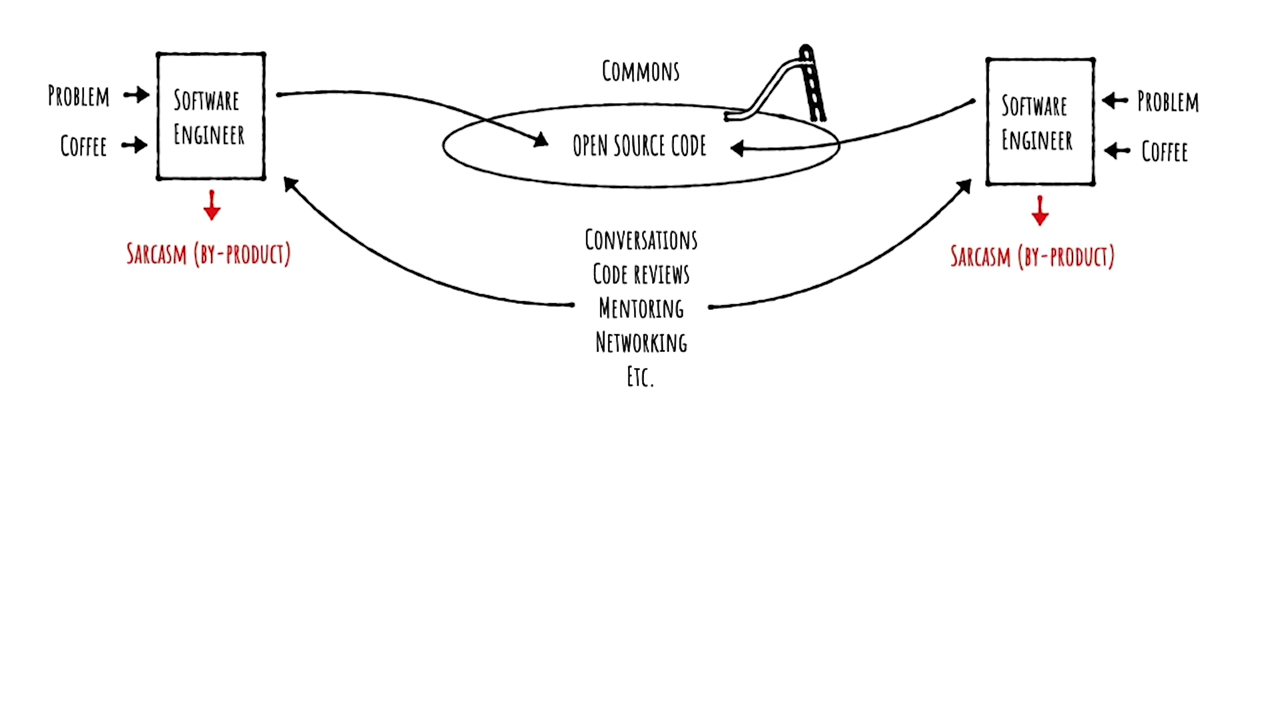 Commons
Problem
Coffee
Software
Engineer
Sarcasm (by-product)
Open source code
Software
Engineer
Problem
Coffee
Sarcasm (by-product)
Conversations
Code reviews
Mentoring
Networking
Etc.